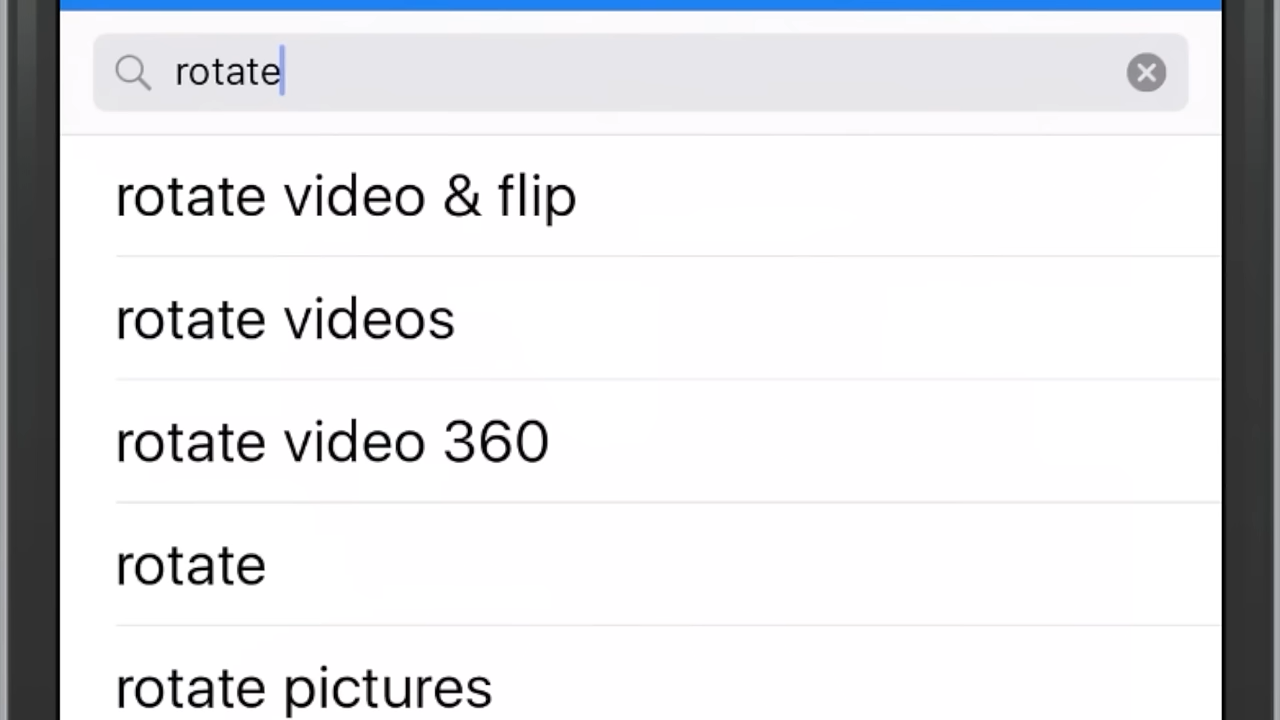 rotate
rotate video & flip
rotate videos
rotate video 360
rotate
rotate pictures